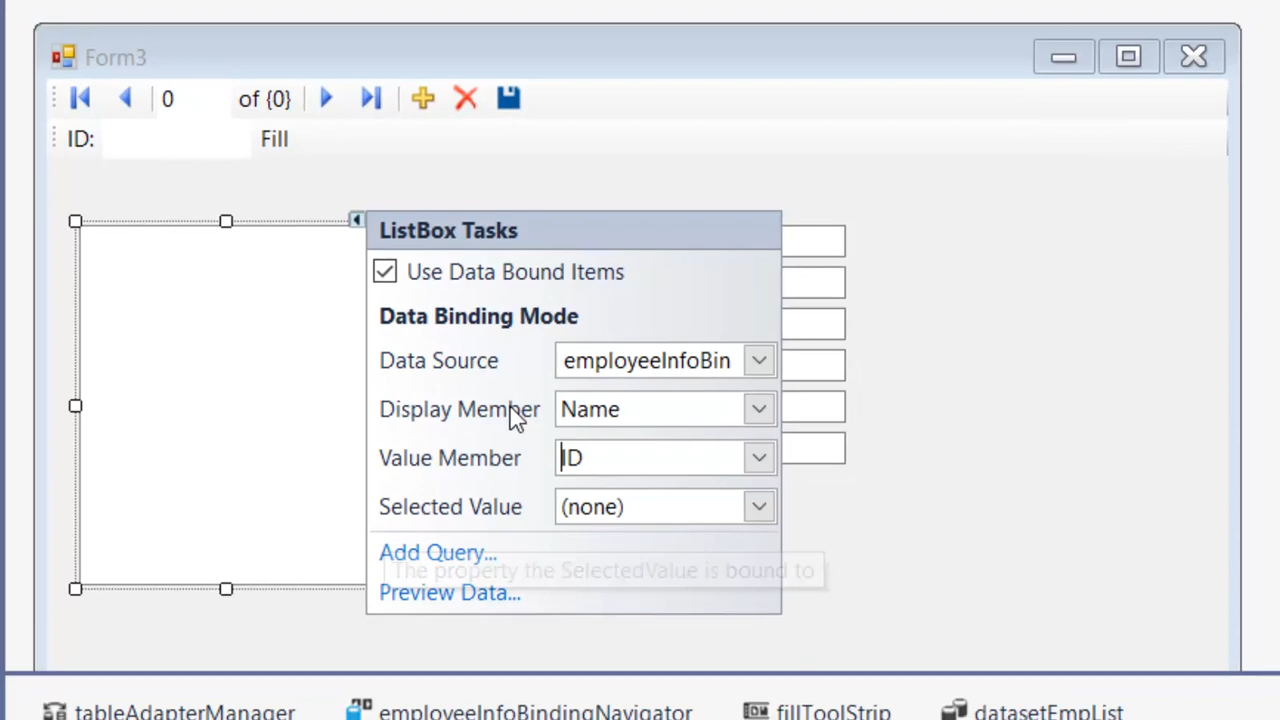 Form3
0 of {0}
ID: Fill
ListBox Tasks
Use Data Bound Items
Data Binding Mode
Data Source employeeInfoBin
Display Member Name
Value Member ID
Selected Value (none)
Add Query...
The property the SelectedValue is bound to
Preview Data...
tableAdapterManager employeeInfoBindingNavigator fillToolStrip datasetEmpList